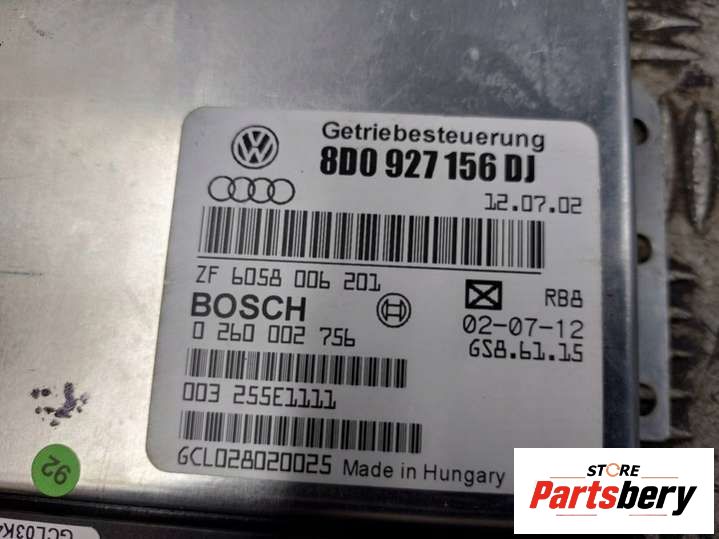 Getriebesteuerung
8D0 927 156 DJ
12.07.02
ZF 6058 006 201
RB8
BOSCH
02-07-12
0 260 002 756
GS8.61.15
003 255E1111
GCL028020025 Made in Hungary
92
STORE
Partsbery